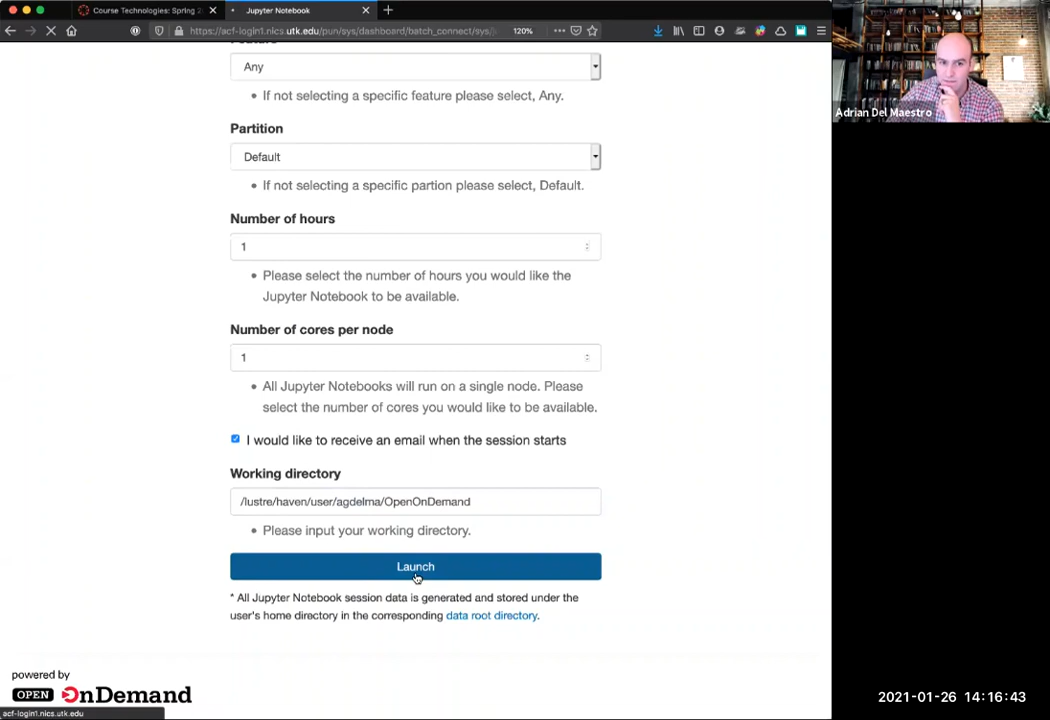 Course Technologies: Spring 2
Jupyter Notebook
https://acf-login1.nics.utk.edu/pun/sys/dashboard/batch_connect/sys/
120%
Any
• If not selecting a specific feature please select, Any.
Partition
Default
• If not selecting a specific partion please select, Default.
Number of hours
1
• Please select the number of hours you would like the
Jupyter Notebook to be available.
Number of cores per node
1
• All Jupyter Notebooks will run on a single node. Please
select the number of cores you would like to be available.
I would like to receive an email when the session starts
Working directory
/lustre/haven/user/agdelma/OpenOnDemand
• Please input your working directory.
Launch
* All Jupyter Notebook session data is generated and stored under the
user's home directory in the corresponding data root directory.
powered by
OPEN OnDemand
acf-login1.nics.utk.edu
Adrian Del Maestro
2021-01-26 14:16:43